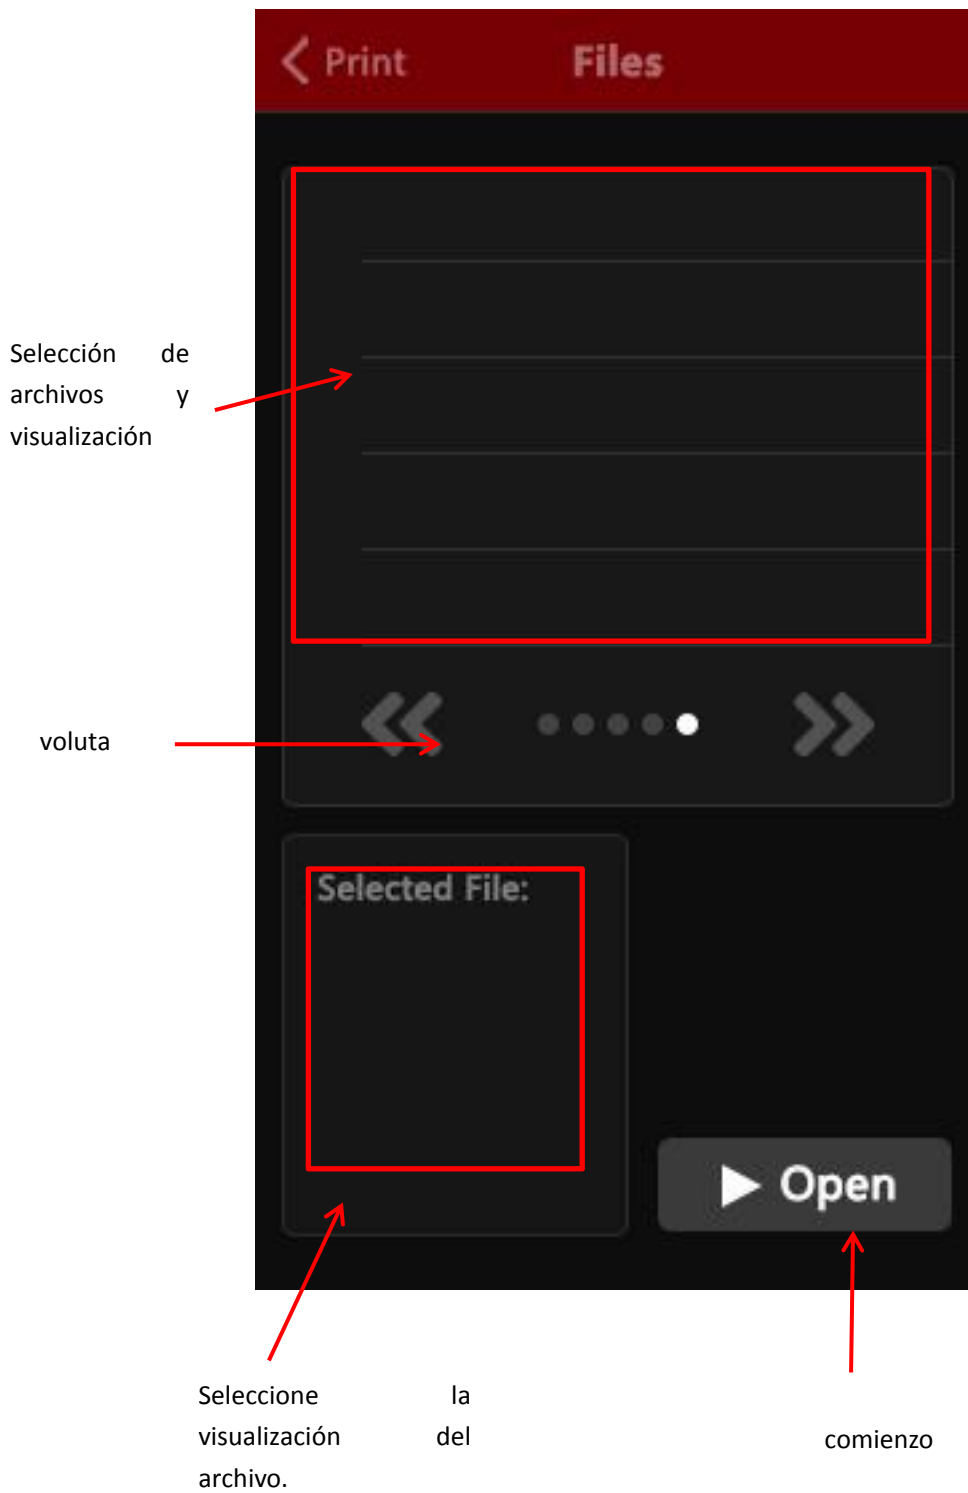 Print Files
Selección de
archivos y
visualización
voluta
Selected File:
Open
Seleccione la
visualización del
archivo.
comienzo